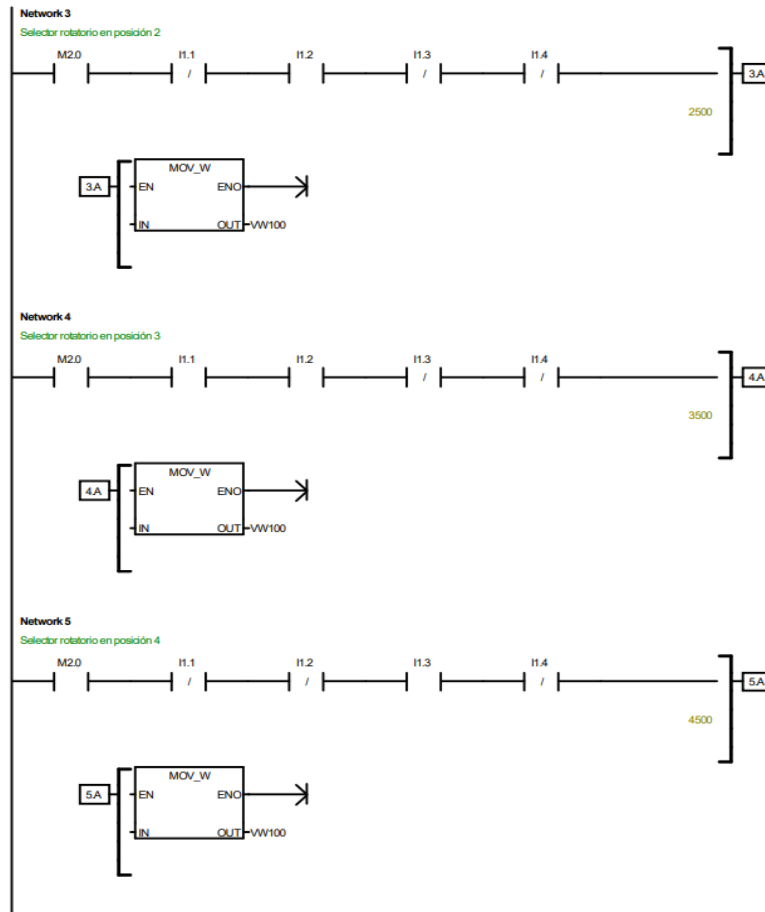 Network 3
Selector rotatorio en posición 2
M2.0 I1.1 I1.2 I1.3 I1.4
/ / /
3.A
2500
MOV_W
3.A EN ENO
IN OUT VW100
Network 4
Selector rotatorio en posición 3
M2.0 I1.1 I1.2 I1.3 I1.4
/ /
4.A
3500
MOV_W
4.A EN ENO
IN OUT VW100
Network 5
Selector rotatorio en posición 4
M2.0 I1.1 I1.2 I1.3 I1.4
/ / /
5.A
4500
MOV_W
5.A EN ENO
IN OUT VW100